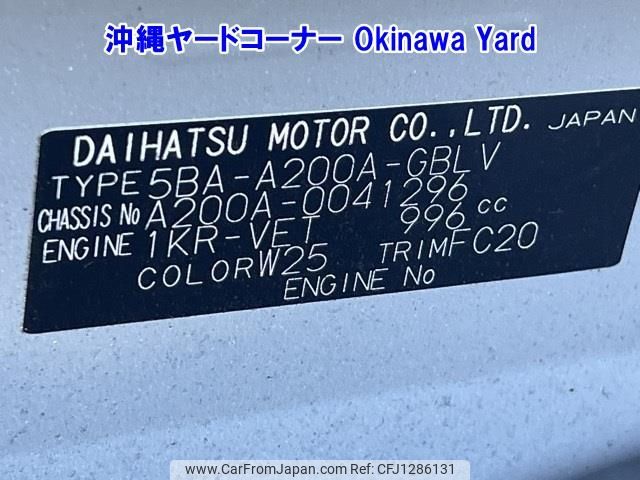 沖縄ヤードコーナー Okinawa Yard
DAIHATSU MOTOR CO.,LTD. JAPAN
TYPE 5BA-A200A-GBLV
CHASSIS No A200A-0041296
ENGINE 1KR-VET 996 cc
COLOR W25 TRIM FC20
ENGINE No
www.CarFromJapan.com - CFJ1286131